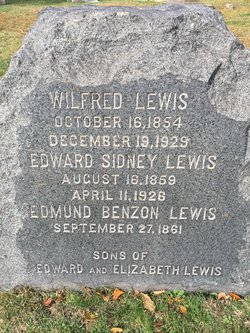 WILFRED LEWIS
OCTOBER 16, 1854
DECEMBER 19, 1929
EDWARD SIDNEY LEWIS
AUGUST 16, 1859
APRIL 11, 1926
EDMUND BENZON LEWIS
SEPTEMBER 27, 1861
SONS OF
EDWARD AND ELIZABETH LEWIS